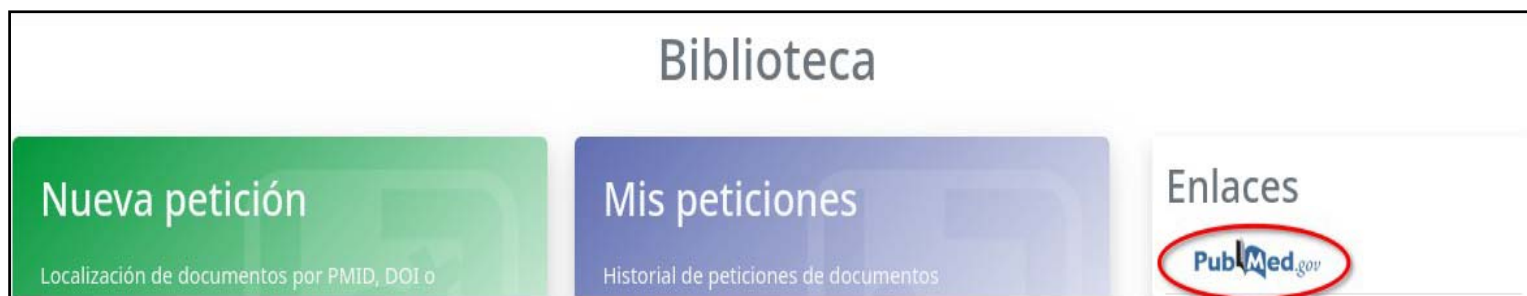 Biblioteca
Nueva petición
Localización de documentos por PMID, DOI o
Mis peticiones
Historial de peticiones de documentos
Enlaces
PubMed.gov